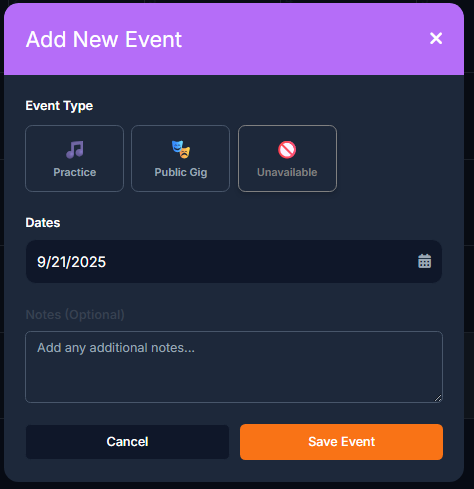 Add New Event
Event Type
Practice
Public Gig
Unavailable
Dates
9/21/2025
Notes (Optional)
Add any additional notes...
Cancel
Save Event